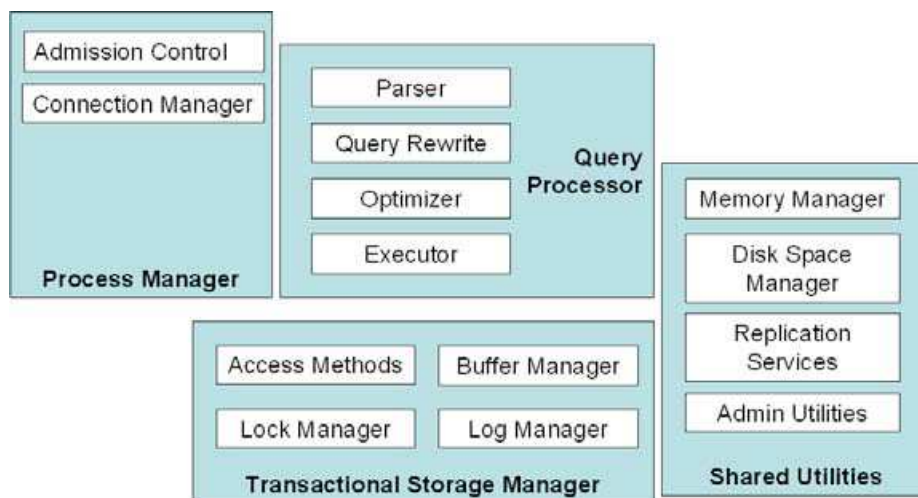 Admission Control
Connection Manager
Process Manager
Parser
Query Rewrite
Optimizer
Executor
Query
Processor
Memory Manager
Disk Space
Manager
Replication
Services
Admin Utilities
Shared Utilities
Access Methods
Buffer Manager
Lock Manager
Log Manager
Transactional Storage Manager